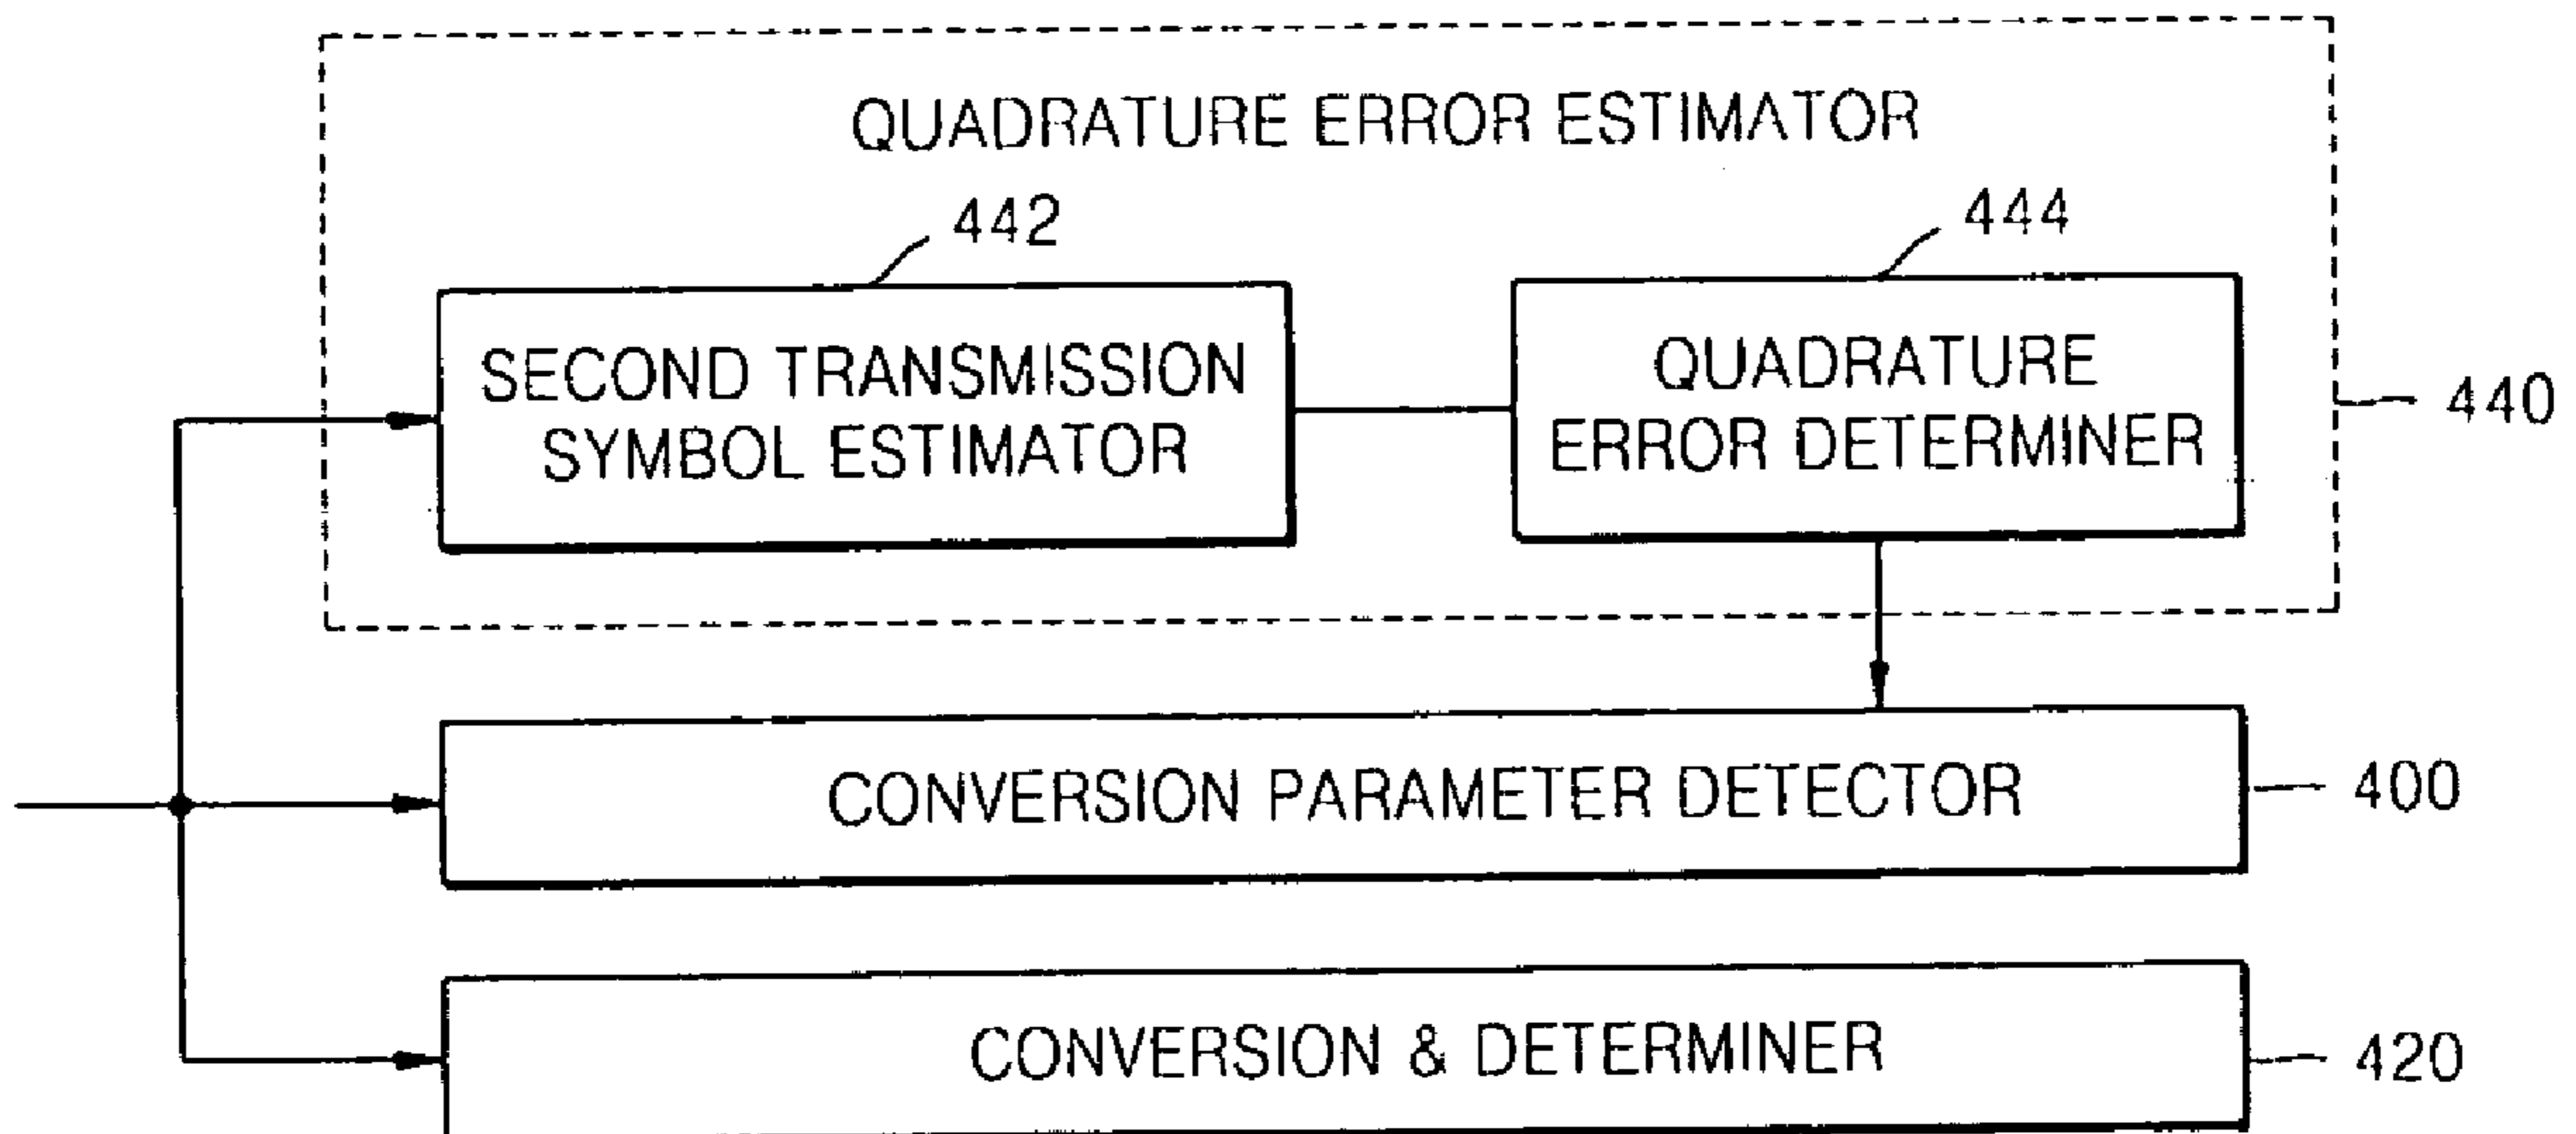 QUADRATURE ERROR ESTIMATOR
442
444
SECOND TRANSMISSION
SYMBOL ESTIMATOR
QUADRATURE
ERROR DETERMINER
440
CONVERSION PARAMETER DETECTOR
400
CONVERSION & DETERMINER
420